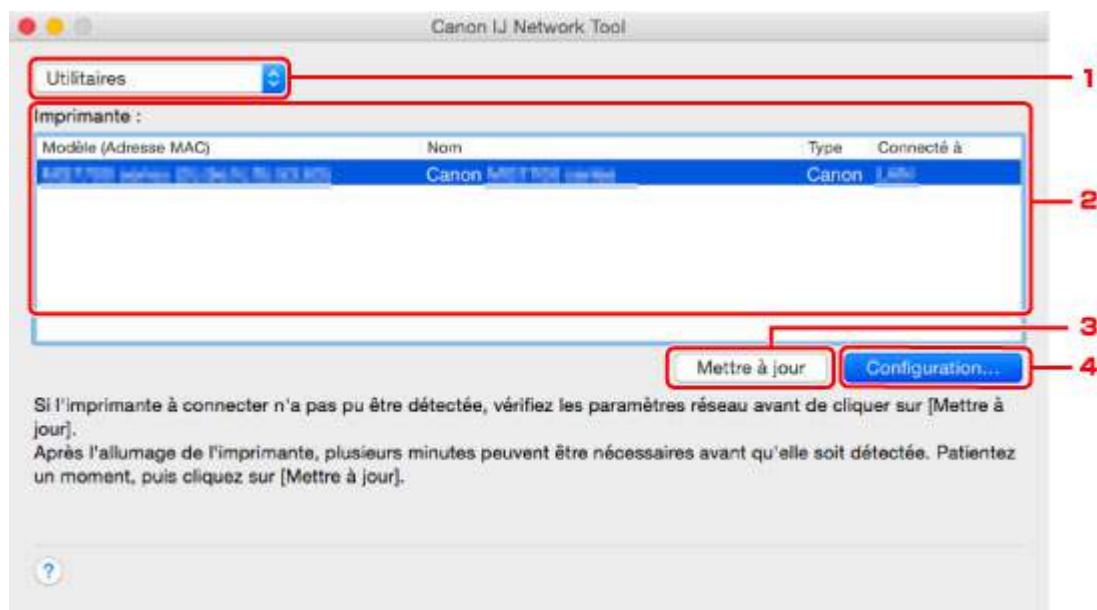 Canon IJ Network Tool
Utilitaires
1
Imprimante :
Modèle (Adresse MAC) Nom Type Connecté à
Canon Canon
2
3
Mettre à jour Configuration...
4
Si l'imprimante à connecter n'a pas pu être détectée, vérifiez les paramètres réseau avant de cliquer sur [Mettre à
jour].
Après l'allumage de l'imprimante, plusieurs minutes peuvent être nécessaires avant qu'elle soit détectée. Patientez
un moment, puis cliquez sur [Mettre à jour].
?